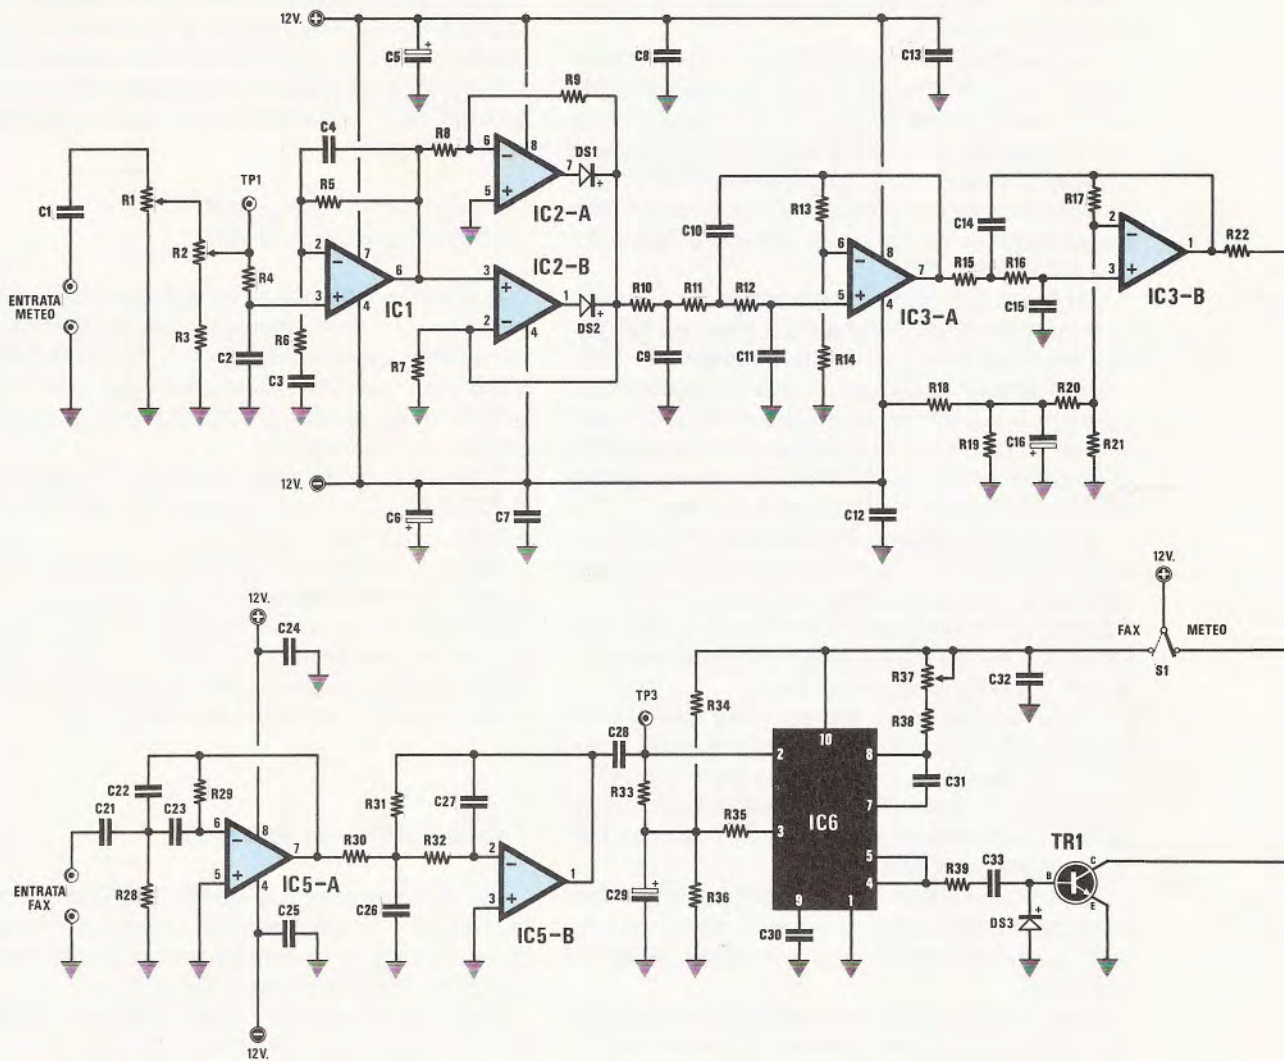 12V.
C5
+
C8
C13
R9
C4
R8
6
8
TP1
DS1
7
+
C1
R1
R5
5
IC2-A
R13
R17
C10
C14
2
R2
R4
2
7
6
8
1
R22
6
3
IC2-B
7
R15
R16
3
ENTRATA
METEO
3
4
IC1
1
R10
R11
R12
5
4
IC3-A
C15
IC3-B
DS2
+
R3
C2
R6
2
4
R7
C9
C11
R14
C3
R18
R20
R19
C16
+
R21
12V.
C6
+
C7
C12
12V.
12V.
C24
FAX
METEO
S1
TP3
R37
C32
R34
R38
C28
C22
R29
10
2
8
C21
C23
R31
C27
R33
C31
6
8
7
R35
3
IC6
7
R30
R32
2
TR1
5
5
C
ENTRATA
FAX
R28
4
IC5-A
1
4
R39
C33
B
C29
+
R36
C26
3
E
C25
IC5-B
9
1
DS3
+
C30
12V.